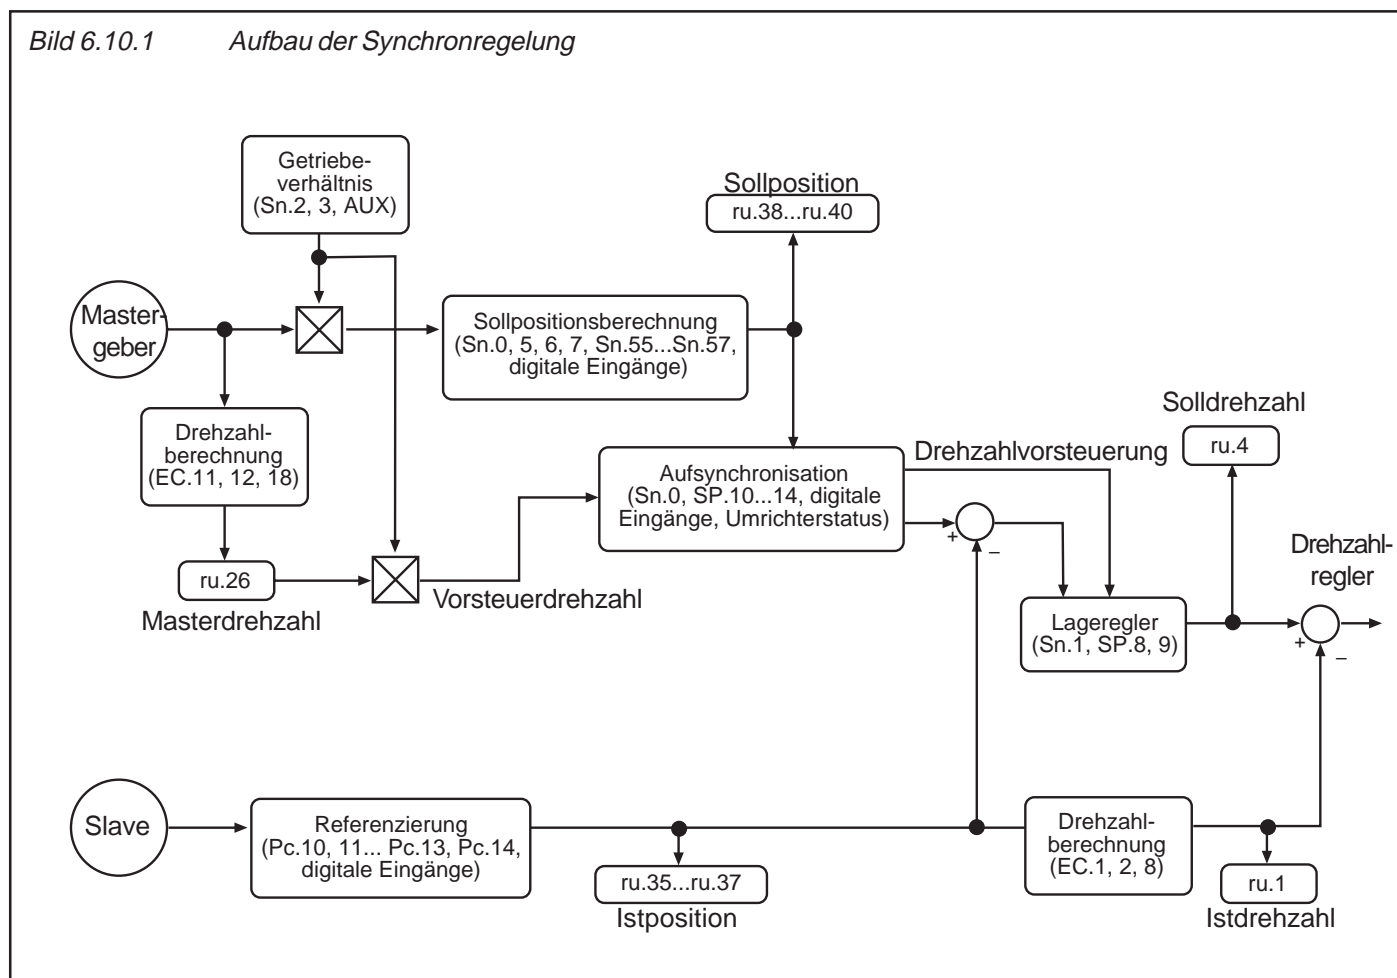 Bild 6.10.1 Aufbau der Synchronregelung
Getriebe-
verhältnis
(Sn.2, 3, AUX)
Sollposition
ru.38...ru.40
Master-
geber
Sollpositionsberechnung
(Sn.0, 5, 6, 7, Sn.55...Sn.57,
digitale Eingänge)
Solldrehzahl
ru.4
Drehzahl-
berechnung
(EC.11, 12, 18)
Aufsynchronisation
(Sn.0, SP.10...14, digitale
Eingänge, Umrichterstatus)
Drehzahlvorsteuerung
+
–
Drehzahl-
regler
ru.26
Masterdrehzahl
Vorsteuerdrehzahl
Lageregler
(Sn.1, SP.8, 9)
+
–
Slave
Referenzierung
(Pc.10, 11... Pc.13, Pc.14,
digitale Eingänge)
ru.35...ru.37
Istposition
Drehzahl-
berechnung
(EC.1, 2, 8)
ru.1
Istdrehzahl